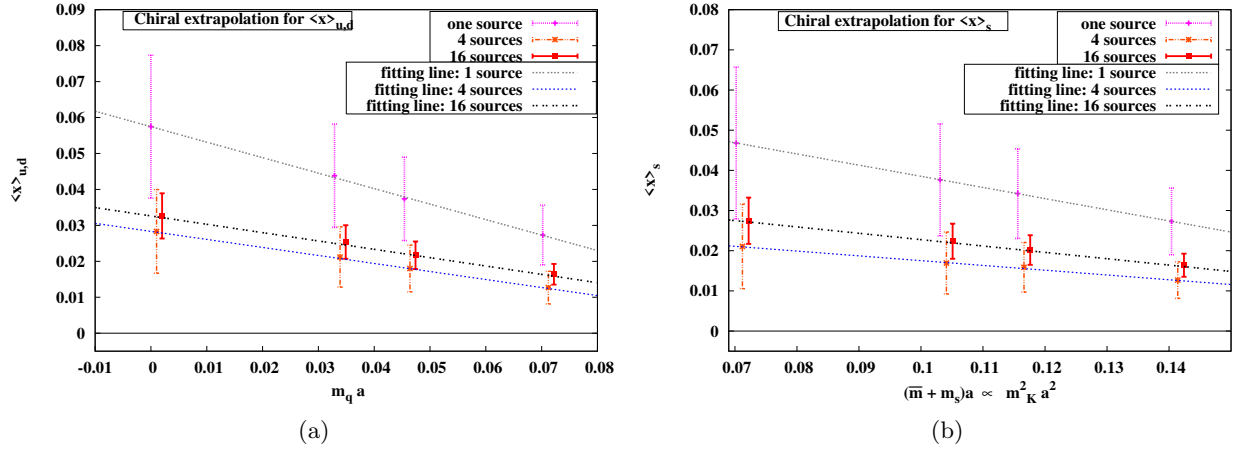 Chiral extrapolation for <x>u,d
one source
4 sources
16 sources
fitting line: 1 source
fitting line: 4 sources
fitting line: 16 sources
<x>u,d
0.09
0.08
0.07
0.06
0.05
0.04
0.03
0.02
0.01
0
-0.01 0 0.01 0.02 0.03 0.04 0.05 0.06 0.07 0.08
mq a
(a)
Chiral extrapolation for <x>s
one source
4 sources
16 sources
fitting line: 1 source
fitting line: 4 sources
fitting line: 16 sources
<x>s
0.08
0.07
0.06
0.05
0.04
0.03
0.02
0.01
0
0.07 0.08 0.09 0.1 0.11 0.12 0.13 0.14
(m̅ + ms)a ∝ m²K a²
(b)